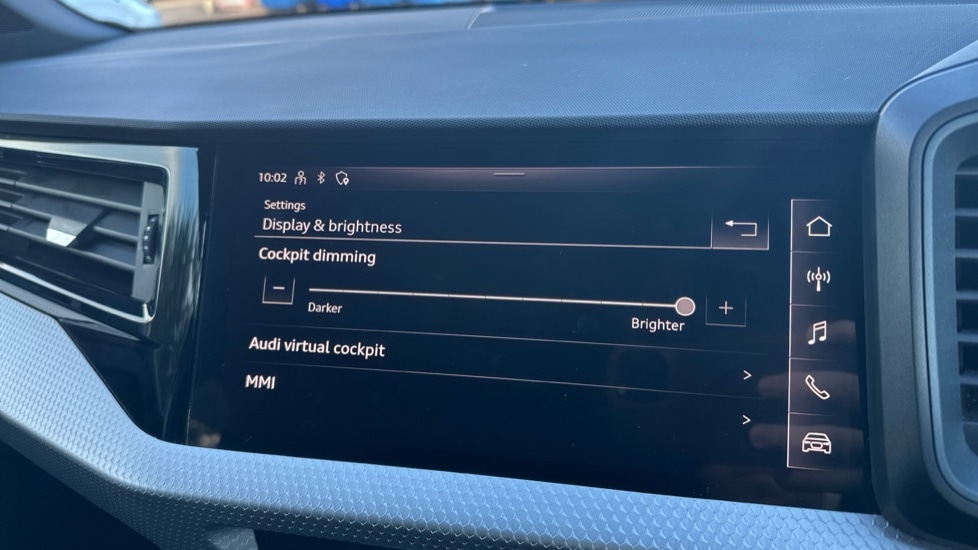 10:02
Settings
Display & brightness
Cockpit dimming
− +
Darker Brighter
Audi virtual cockpit >
MMI >